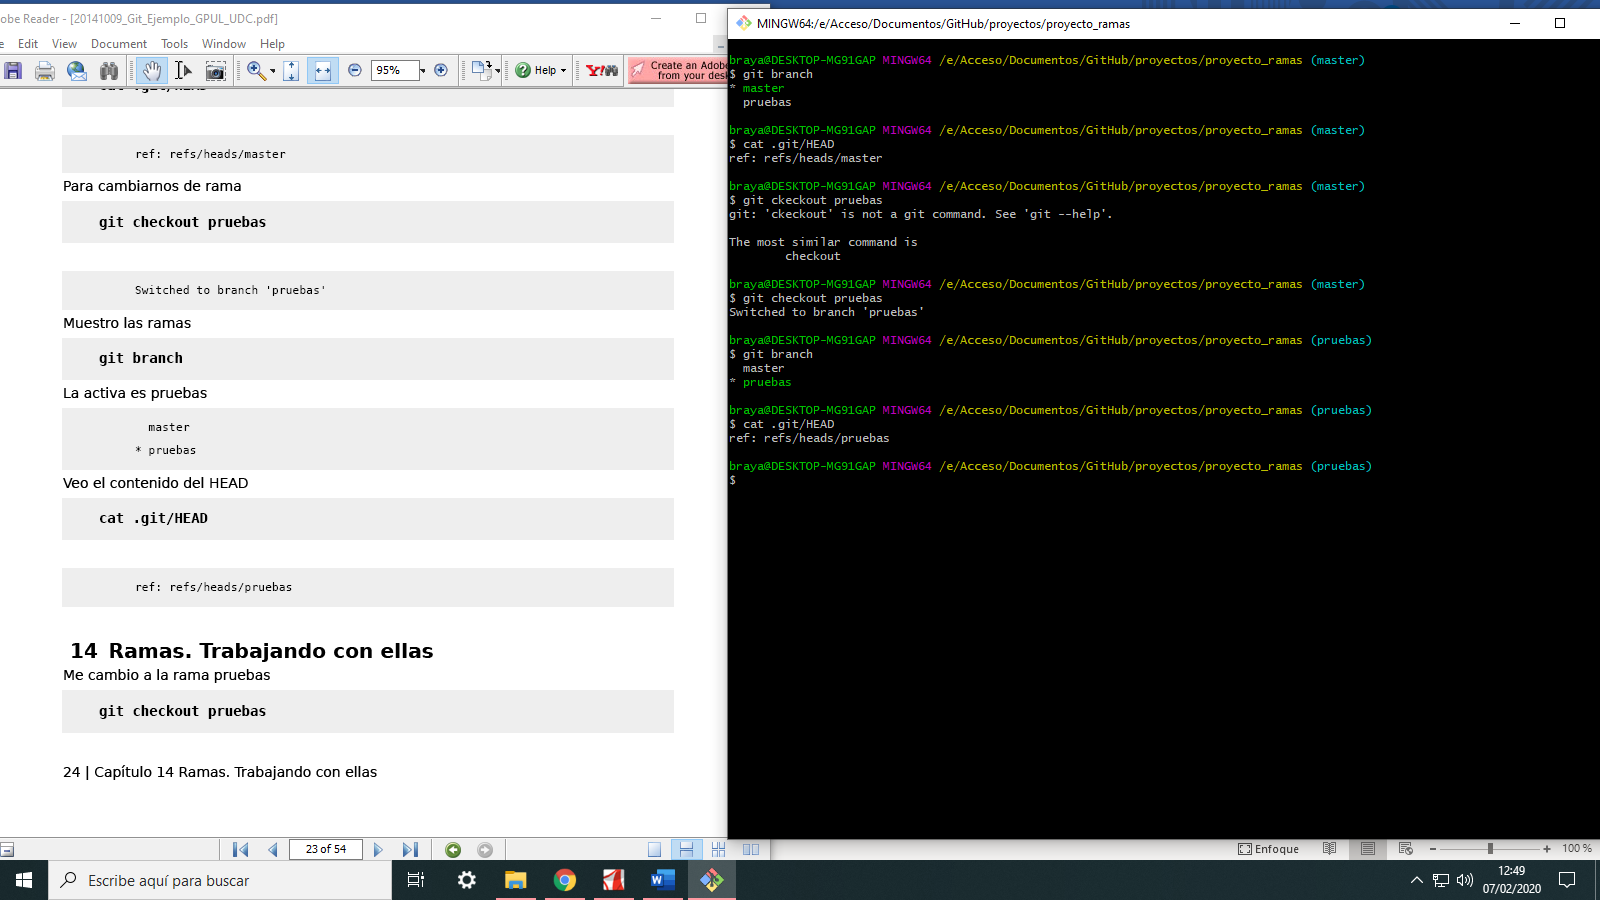 obe Reader - [20141009_Git_Ejemplo_GPUL_UDC.pdf]
e Edit View Document Tools Window Help
95%
Help
Y!
Create an Adobe
from your desk
ref: refs/heads/master
Para cambiarnos de rama
git checkout pruebas
Switched to branch 'pruebas'
Muestro las ramas
git branch
La activa es pruebas
master
* pruebas
Veo el contenido del HEAD
cat .git/HEAD
ref: refs/heads/pruebas
14 Ramas. Trabajando con ellas
Me cambio a la rama pruebas
git checkout pruebas
24 | Capítulo 14 Ramas. Trabajando con ellas
23 of 54
MINGW64:/e/Acceso/Documentos/GitHub/proyectos/proyecto_ramas
braya@DESKTOP-MG91GAP MINGW64 /e/Acceso/Documentos/GitHub/proyectos/proyecto_ramas (master)
$ git branch
* master
pruebas
braya@DESKTOP-MG91GAP MINGW64 /e/Acceso/Documentos/GitHub/proyectos/proyecto_ramas (master)
$ cat .git/HEAD
ref: refs/heads/master
braya@DESKTOP-MG91GAP MINGW64 /e/Acceso/Documentos/GitHub/proyectos/proyecto_ramas (master)
$ git ckeckout pruebas
git: 'ckeckout' is not a git command. See 'git --help'.
The most similar command is
checkout
braya@DESKTOP-MG91GAP MINGW64 /e/Acceso/Documentos/GitHub/proyectos/proyecto_ramas (master)
$ git checkout pruebas
Switched to branch 'pruebas'
braya@DESKTOP-MG91GAP MINGW64 /e/Acceso/Documentos/GitHub/proyectos/proyecto_ramas (pruebas)
$ git branch
master
* pruebas
braya@DESKTOP-MG91GAP MINGW64 /e/Acceso/Documentos/GitHub/proyectos/proyecto_ramas (pruebas)
$ cat .git/HEAD
ref: refs/heads/pruebas
braya@DESKTOP-MG91GAP MINGW64 /e/Acceso/Documentos/GitHub/proyectos/proyecto_ramas (pruebas)
$
Enfoque
100 %
Escribe aquí para buscar
12:49
07/02/2020